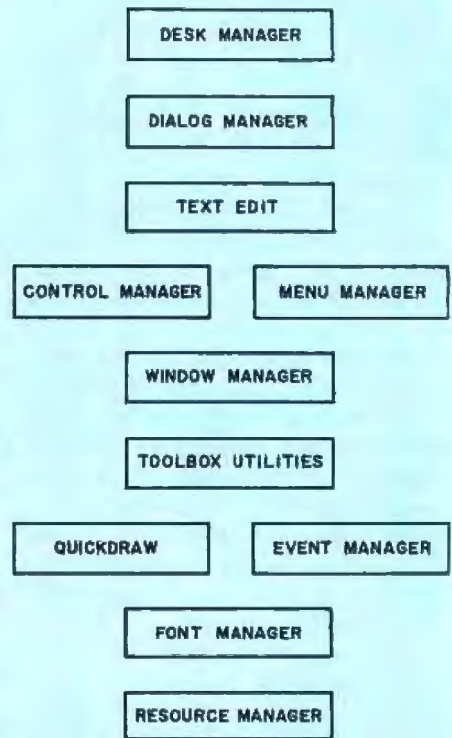 DESK MANAGER
DIALOG MANAGER
TEXT EDIT
CONTROL MANAGER MENU MANAGER
WINDOW MANAGER
TOOLBOX UTILITIES
QUICKDRAW EVENT MANAGER
FONT MANAGER
RESOURCE MANAGER